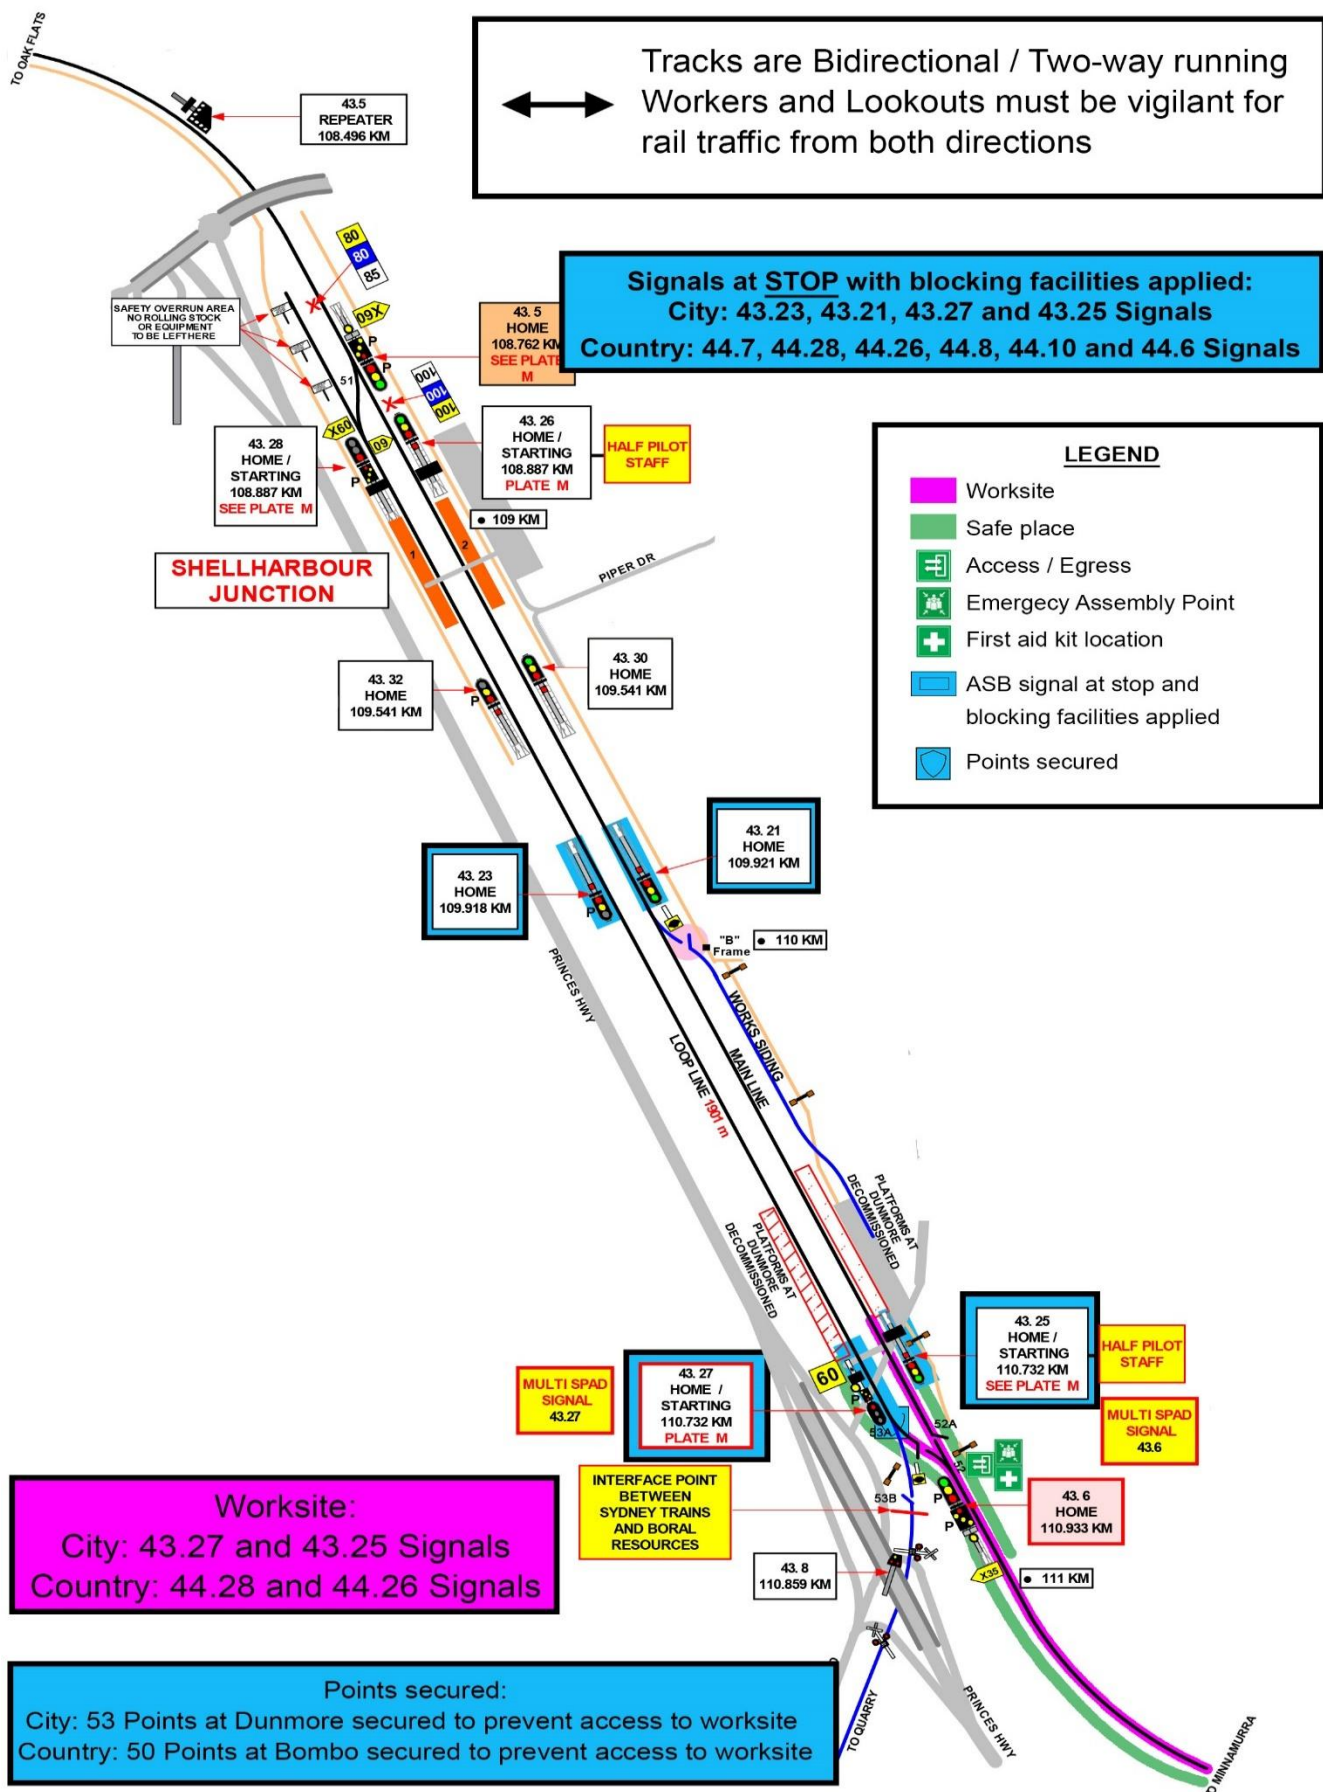 TO OAK FLATS
43.5
REPEATER
108.496 KM
Tracks are Bidirectional / Two-way running
Workers and Lookouts must be vigilant for
rail traffic from both directions
80
80
85
Signals at STOP with blocking facilities applied:
City: 43.23, 43.21, 43.27 and 43.25 Signals
Country: 44.7, 44.28, 44.26, 44.8, 44.10 and 44.6 Signals
SAFETY OVERRUN AREA
NO ROLLING STOCK
OR EQUIPMENT
TO BE LEFT HERE
X
X60
P
P
43. 5
HOME
108.762 KM
SEE PLATE
M
51
X
100
100
100
43. 28
HOME /
STARTING
108.887 KM
SEE PLATE M
X60
60
P
43. 26
HOME /
STARTING
108.887 KM
PLATE M
HALF PILOT
STAFF
109 KM
1
2
PIPER DR
SHELLHARBOUR
JUNCTION
LEGEND
Worksite
Safe place
Access / Egress
Emergecy Assembly Point
First aid kit location
ASB signal at stop and
blocking facilities applied
Points secured
43. 32
HOME
109.541 KM
P
43. 30
HOME
109.541 KM
43. 23
HOME
109.918 KM
P
43. 21
HOME
109.921 KM
"B"
Frame
110 KM
PRINCES HWY
LOOP LINE 1901 m
MAIN LINE
WORKS SIDING
PLATFORMS AT
DUNMORE
DECOMMISSIONED
PLATFORMS AT
DUNMORE
DECOMMISSIONED
MULTI SPAD
SIGNAL
43.27
43. 27
HOME /
STARTING
110.732 KM
PLATE M
60
P
53A
43. 25
HOME /
STARTING
110.732 KM
SEE PLATE M
HALF PILOT
STAFF
MULTI SPAD
SIGNAL
43.6
52A
52
INTERFACE POINT
BETWEEN
SYDNEY TRAINS
AND BORAL
RESOURCES
53B
P
P
43. 6
HOME
110.933 KM
43. 8
110.859 KM
X35
111 KM
Worksite:
City: 43.27 and 43.25 Signals
Country: 44.28 and 44.26 Signals
Points secured:
City: 53 Points at Dunmore secured to prevent access to worksite
Country: 50 Points at Bombo secured to prevent access to worksite
TO QUARRY
PRINCES HWY
MINNAMURRA